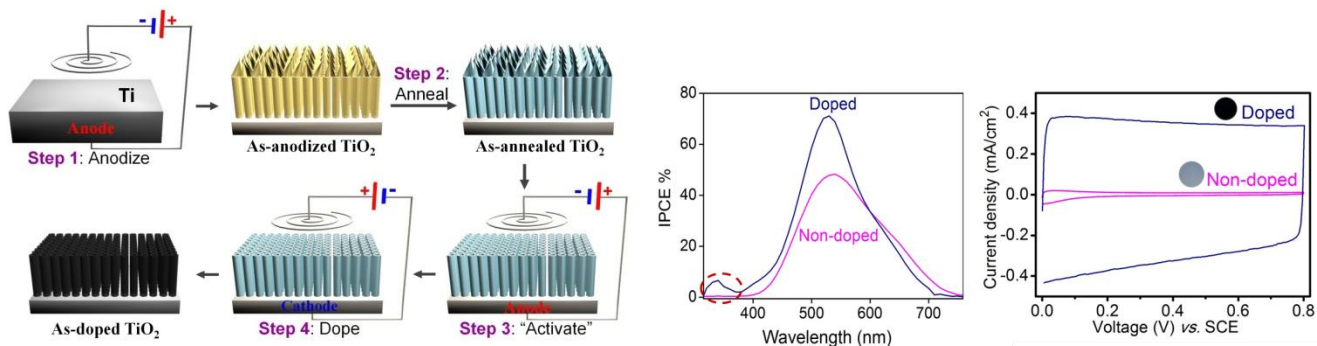 - +
Ti
Anode
Step 1: Anodize
As-anodized TiO₂
Step 2:
Anneal
As-annealed TiO₂
+ -
Anode
Step 3: “Activate”
+ -
Cathode
Step 4: Dope
As-doped TiO₂
IPCE %
80
60
40
20
0
Doped
Non-doped
400
500
600
700
Wavelength (nm)
Current density (mA/cm²)
0.4
0.2
0.0
-0.2
-0.4
Doped
Non-doped
0.0
0.2
0.4
0.6
0.8
Voltage (V) vs. SCE